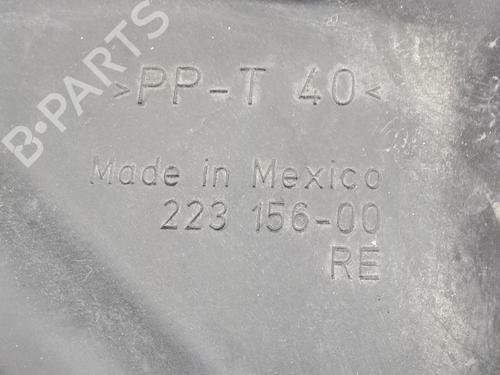 B-PARTS
>PP-T 40<
Made in Mexico
223 156-00
RE